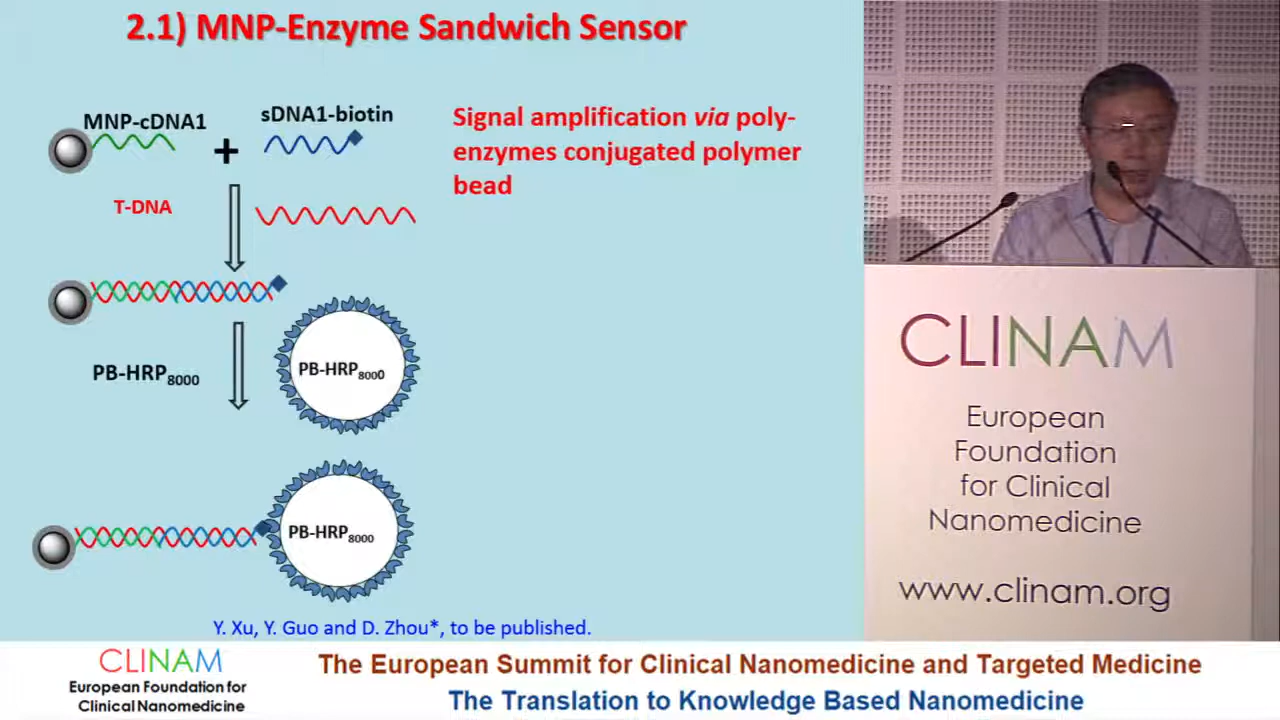 2.1) MNP-Enzyme Sandwich Sensor
MNP-cDNA1
+
sDNA1-biotin
Signal amplification via poly-
enzymes conjugated polymer
bead
T-DNA
PB-HRP8000
PB-HRP8000
PB-HRP8000
Y. Xu, Y. Guo and D. Zhou*, to be published.
CLINAM
European
Foundation
for Clinical
Nanomedicine
www.clinam.org
CLINAM
European Foundation for
Clinical Nanomedicine
The European Summit for Clinical Nanomedicine and Targeted Medicine
The Translation to Knowledge Based Nanomedicine